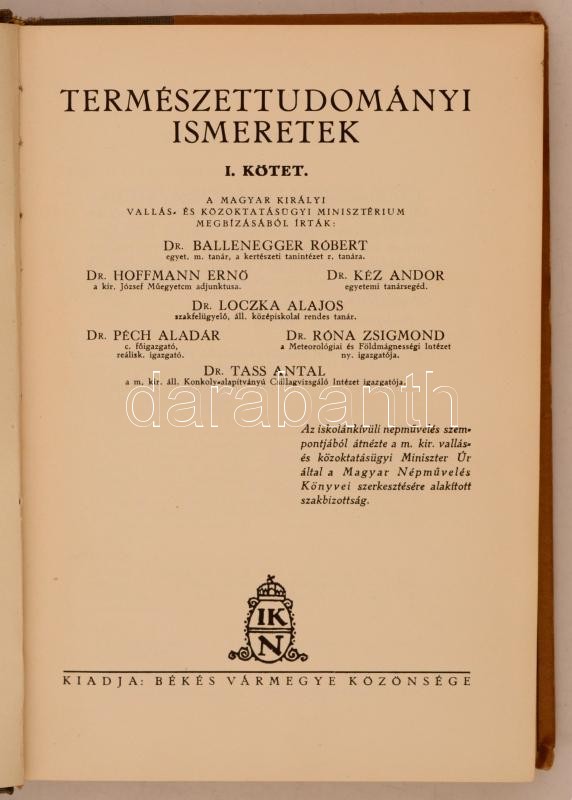 TERMÉSZETTUDOMÁNYI
ISMERETEK
I. KÖTET.
A MAGYAR KIRÁLYI
VALLÁS- ÉS KÖZOKTATÁSÜGYI MINISZTÉRIUM
MEGBÍZÁSÁBÓL ÍRTÁK:
DR. BALLENEGGER RÓBERT
egyet. m. tanár, a kertészeti tanintézet r. tanára.
DR. HOFFMANN ERNŐ
a kir. József Műegyetem adjunktusa.
DR. KÉZ ANDOR
egyetemi tanársegéd.
DR. LOCZKA ALAJOS
szakfelügyelő, áll. középiskolai rendes tanár.
DR. PÉCH ALADÁR
c. főigazgató,
reálisk. igazgató.
DR. RÓNA ZSIGMOND
a Meteorológiai és Földmágnességi Intézet
ny. igazgatója.
DR. TASS ANTAL
a m. kir. áll. Konkoly-alapítványú Csillagvizsgáló Intézet igazgatója.
darabanth
Az iskolánkívüli népművelés szem-
pontjából átnézte a m. kir. vallás-
és közoktatásügyi Miniszter Úr
által a Magyar Népművelés
Könyvei szerkesztésére alakított
szakbizottság.
IK
N
KIADJA: BÉKÉS VÁRMEGYE KÖZÖNSÉGE